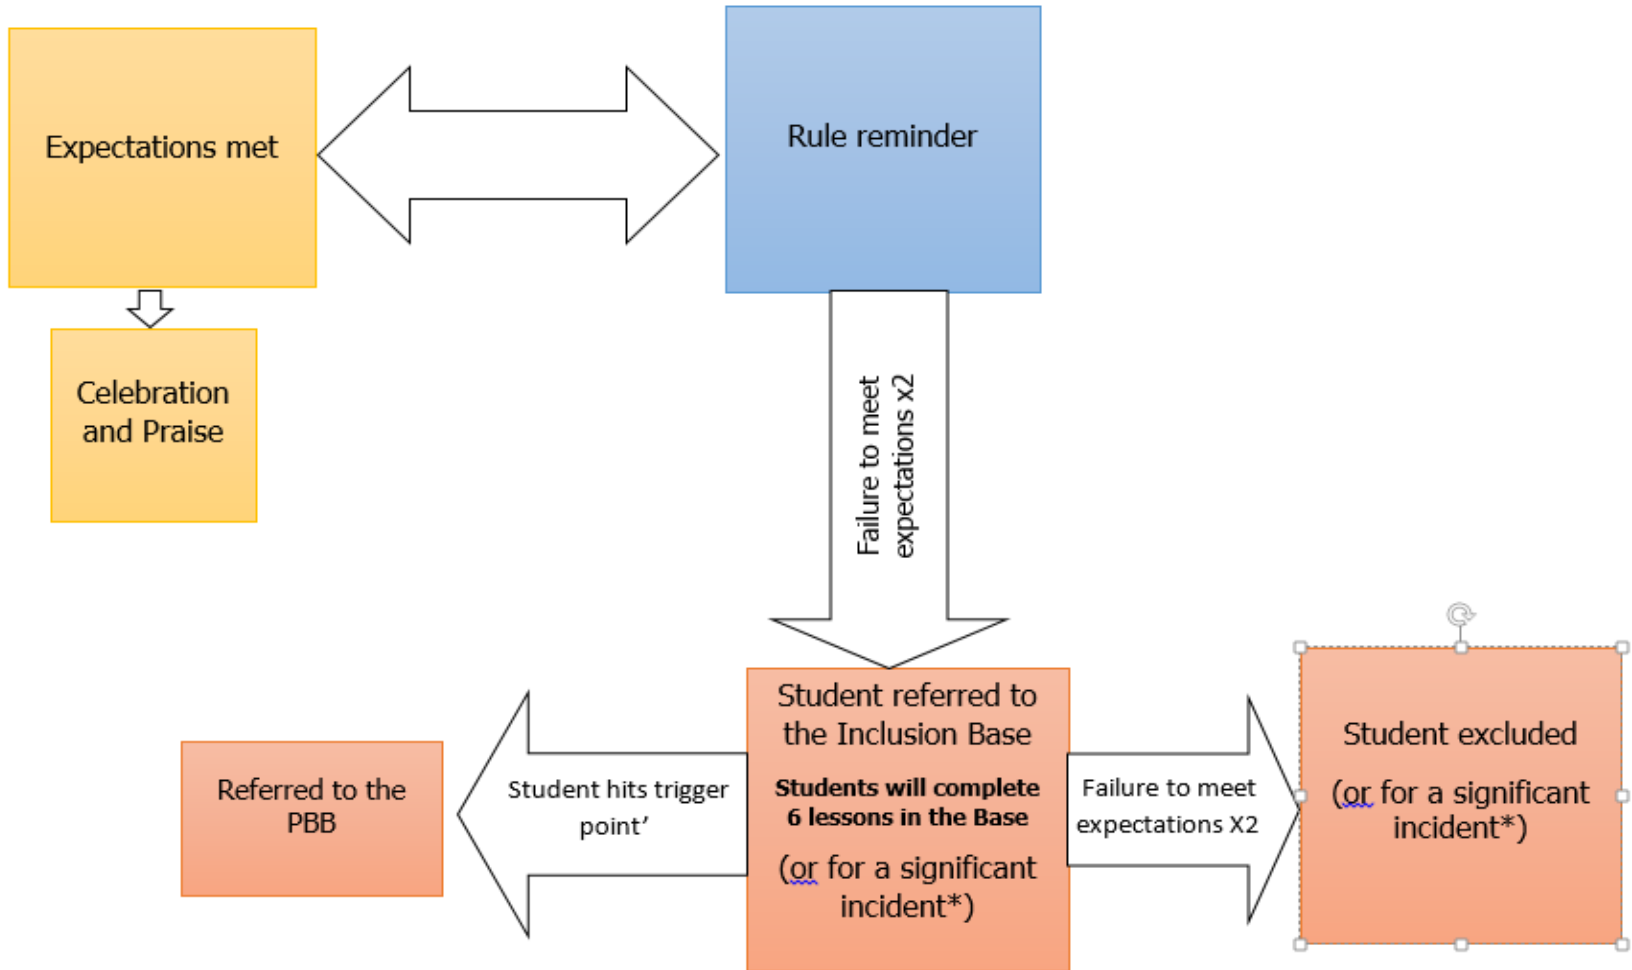 Expectations met
Rule reminder
Celebration
and Praise
Failure to meet
expectations x2
Student referred to
the Inclusion Base
Students will complete
6 lessons in the Base
(or for a significant
incident*)
Student hits trigger
point’
Referred to the
PBB
Failure to meet
expectations X2
Student excluded
(or for a significant
incident*)